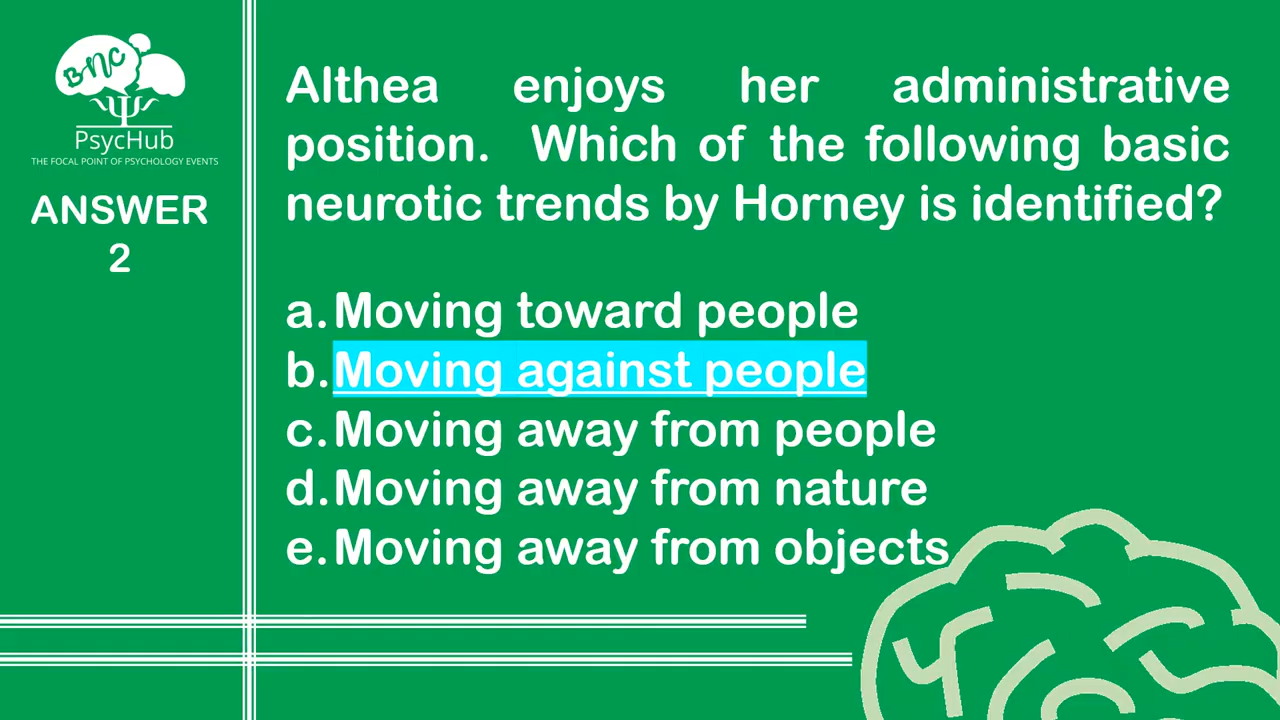 BNC
PsycHub
THE FOCAL POINT OF PSYCHOLOGY EVENTS
ANSWER
2
Althea enjoys her administrative
position. Which of the following basic
neurotic trends by Horney is identified?
a. Moving toward people
b. Moving against people
c. Moving away from people
d. Moving away from nature
e. Moving away from objects